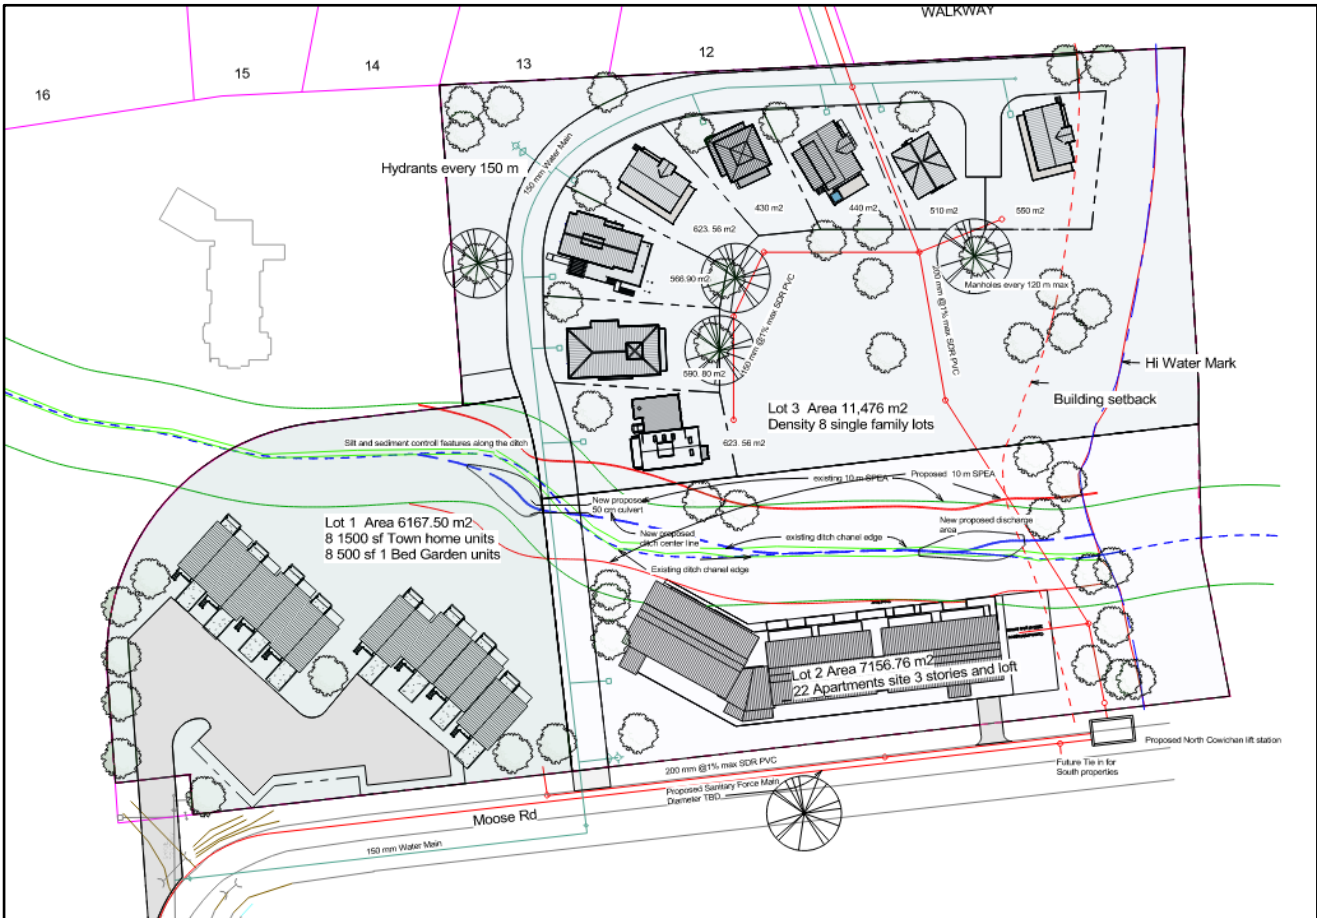 WALKWAY
12
13
14
15
16
Hydrants every 150 m
150 mm Water Main
430 m2
440 m2
510 m2
550 m2
623. 56 m2
566.90 m2
590. 80 m2
623. 56 m2
150 mm @1% max SDR PVC
200 mm @1% max SDR PVC
Manholes every 120 m max
Hi Water Mark
Building setback
Lot 3 Area 11,476 m2
Density 8 single family lots
Silt and sediment controll features along the ditch
existing 10 m SPEA
Proposed 10 m SPEA
New proposed
50 cm culvert
New proposed
ditch center line
existing ditch chanel edge
New proposed discharge
area
Existing ditch chanel edge
Lot 1 Area 6167.50 m2
8 1500 sf Town home units
8 500 sf 1 Bed Garden units
Lot 2 Area 7156.76 m2
22 Apartments site 3 stories and loft
Proposed North Cowichan lift station
Future Tie in for
South properties
200 mm @1% max SDR PVC
Proposed Sanitary Force Main
Diameter TBD
Moose Rd
150 mm Water Main